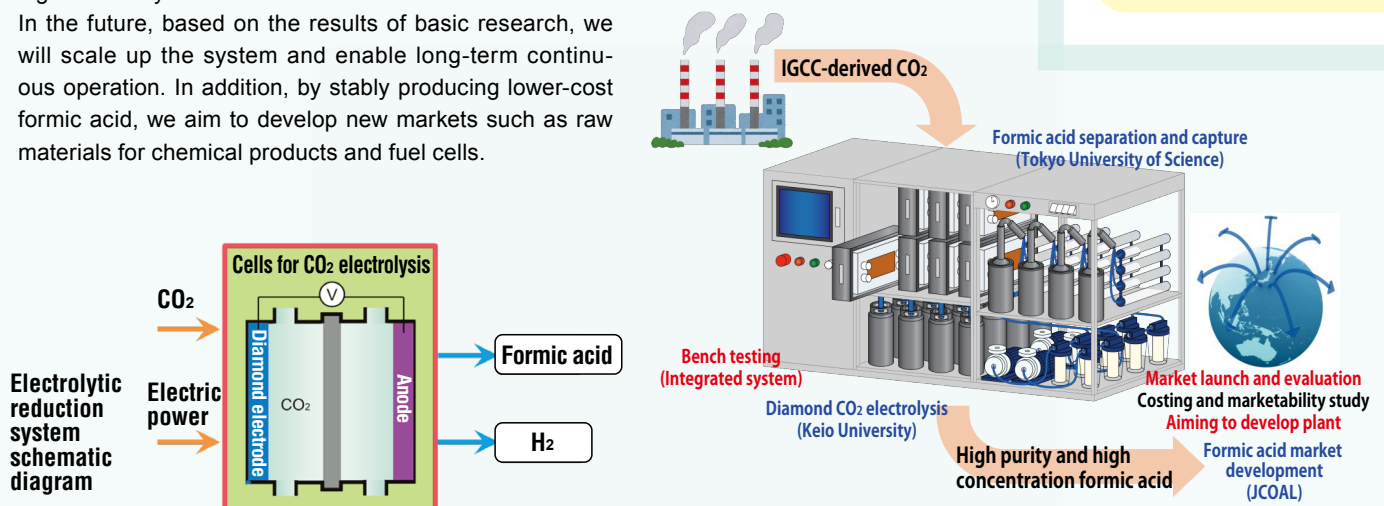 In the future, based on the results of basic research, we
will scale up the system and enable long-term continu-
ous operation. In addition, by stably producing lower-cost
formic acid, we aim to develop new markets such as raw
materials for chemical products and fuel cells.
Electrolytic
reduction
system
schematic
diagram
CO2
Electric
power
Cells for CO2 electrolysis
V
Diamond electrode
CO2
Anode
Formic acid
H2
IGCC-derived CO2
Formic acid separation and capture
(Tokyo University of Science)
Bench testing
(Integrated system)
Diamond CO2 electrolysis
(Keio University)
High purity and high
concentration formic acid
Market launch and evaluation
Costing and marketability study
Aiming to develop plant
Formic acid market
development
(JCOAL)